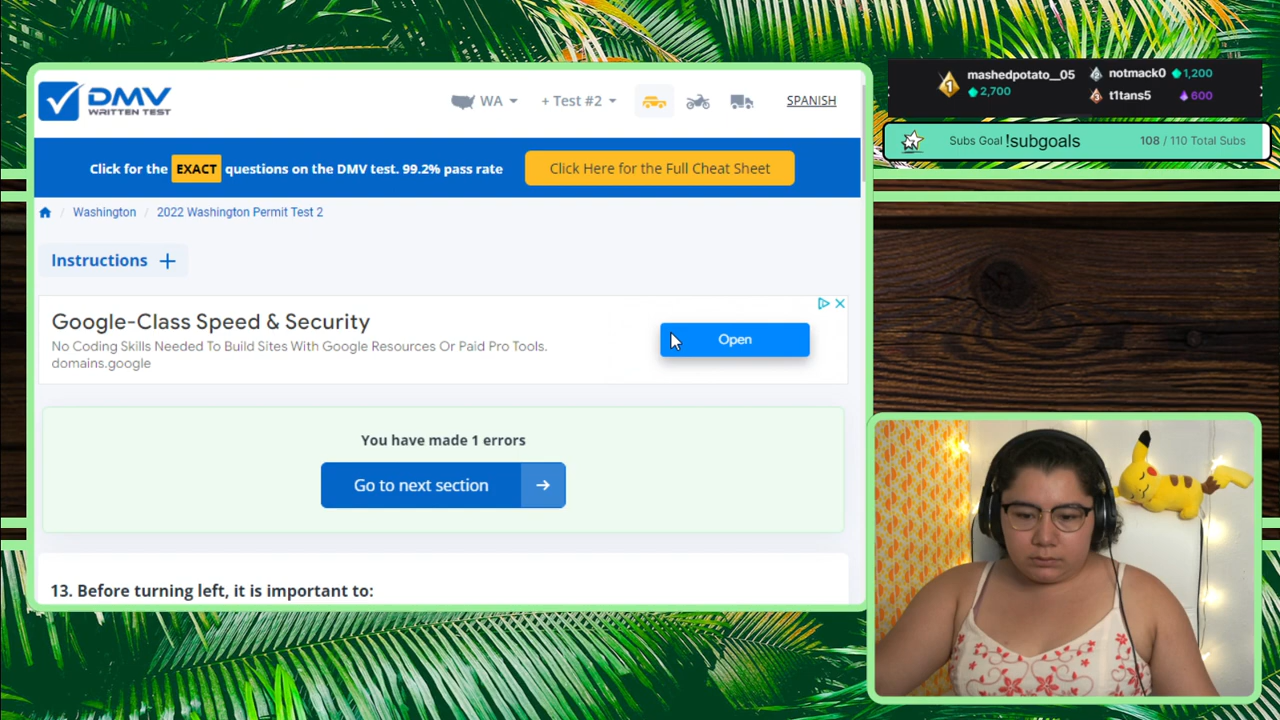 DMV
WRITTEN TEST
WA
+ Test #2
SPANISH
Click for the EXACT questions on the DMV test. 99.2% pass rate
Click Here for the Full Cheat Sheet
/ Washington / 2022 Washington Permit Test 2
Instructions +
Google-Class Speed & Security
No Coding Skills Needed To Build Sites With Google Resources Or Paid Pro Tools.
domains.google
Open
You have made 1 errors
Go to next section →
13. Before turning left, it is important to:
1 mashedpotato__05
2,700
2 notmack0 1,200
3 t1tans5 600
Subs Goal !subgoals 108 / 110 Total Subs